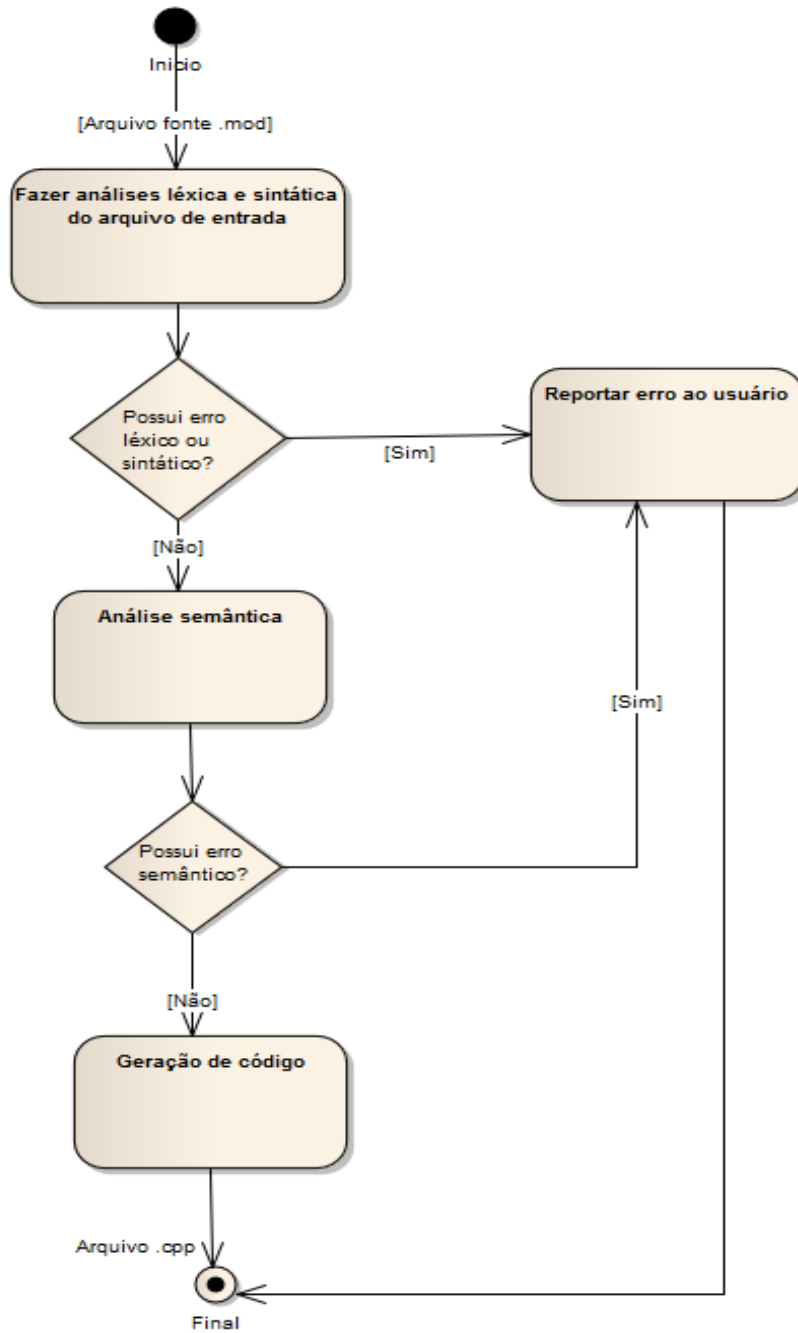 Inicio
[Arquivo fonte .mod]
Fazer análises léxica e sintática
do arquivo de entrada
Possui erro
léxico ou
sintático?
[Sim]
Reportar erro ao usuário
[Não]
Análise semântica
[Sim]
Possui erro
semântico?
[Não]
Geração de código
Arquivo .cpp
Final